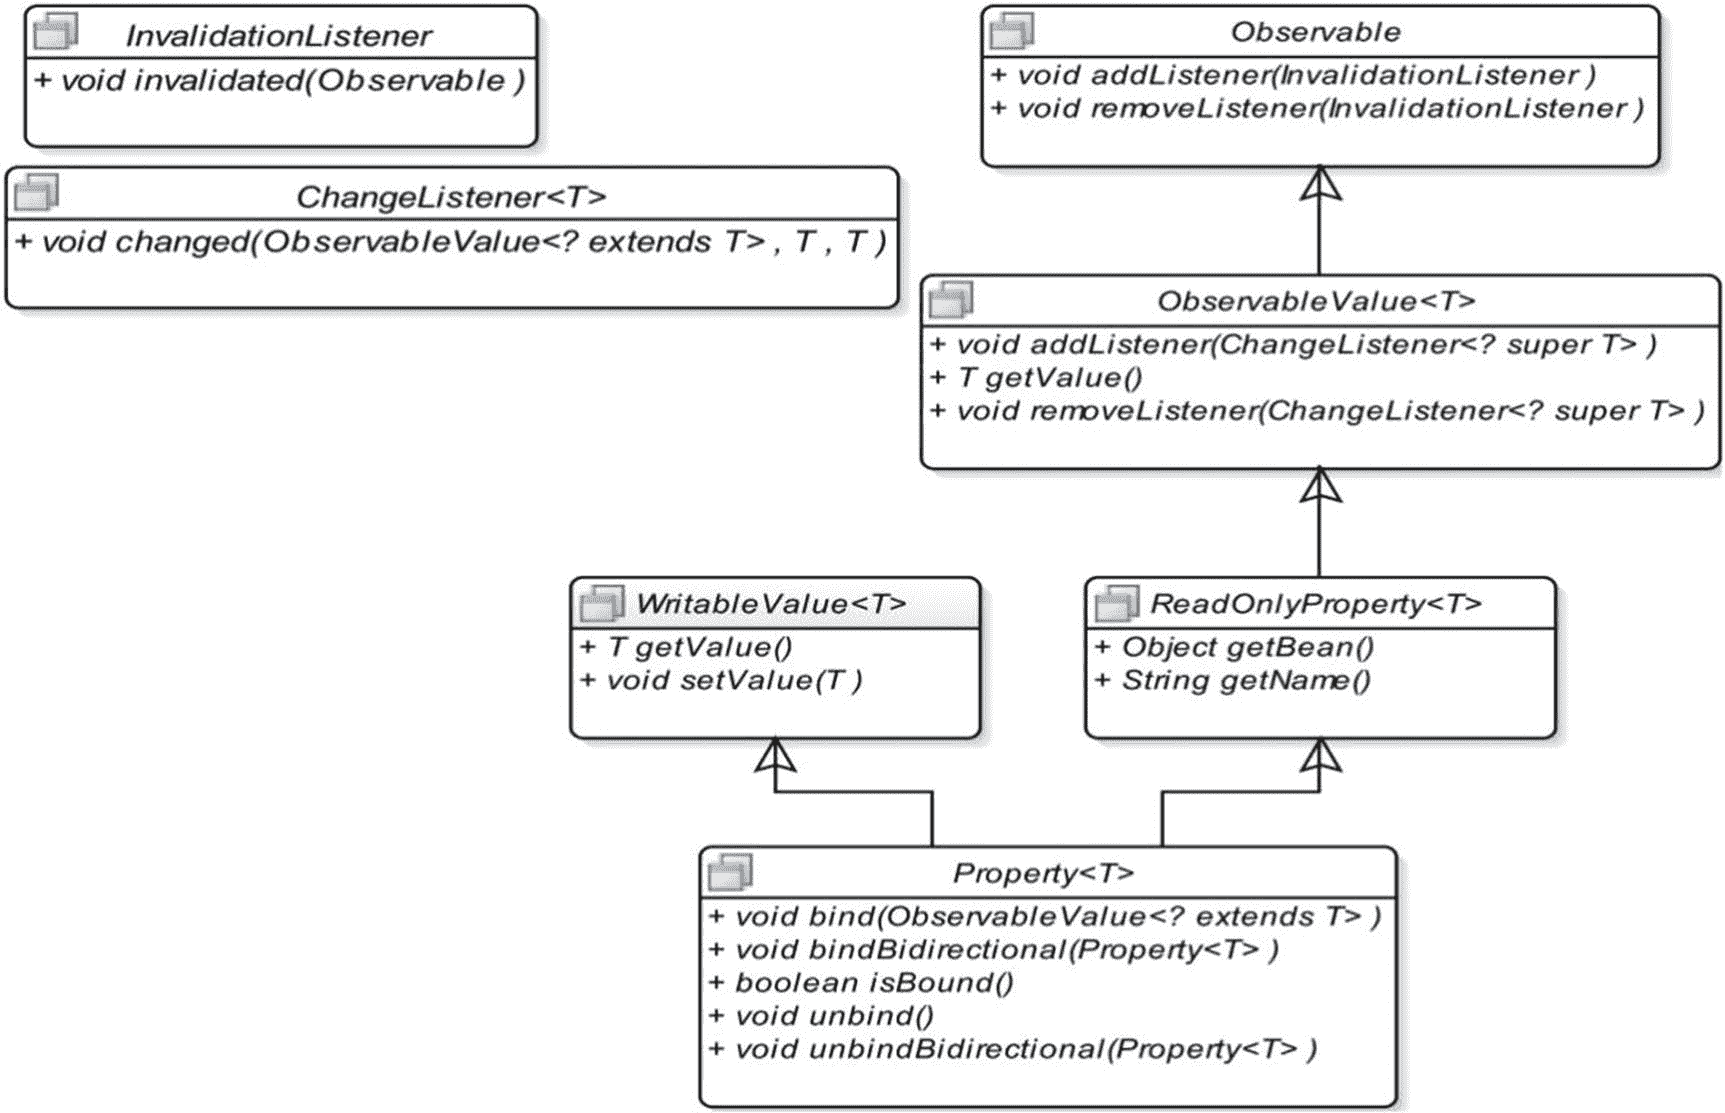 InvalidationListener
+ void invalidated(Observable )
ChangeListener<T>
+ void changed(ObservableValue<? extends T> , T , T )
Observable
+ void addListener(InvalidationListener )
+ void removeListener(InvalidationListener )
ObservableValue<T>
+ void addListener(ChangeListener<? super T> )
+ T getValue()
+ void removeListener(ChangeListener<? super T> )
WritableValue<T>
+ T getValue()
+ void setValue(T )
ReadOnlyProperty<T>
+ Object getBean()
+ String getName()
Property<T>
+ void bind(ObservableValue<? extends T> )
+ void bindBidirectional(Property<T> )
+ boolean isBound()
+ void unbind()
+ void unbindBidirectional(Property<T> )